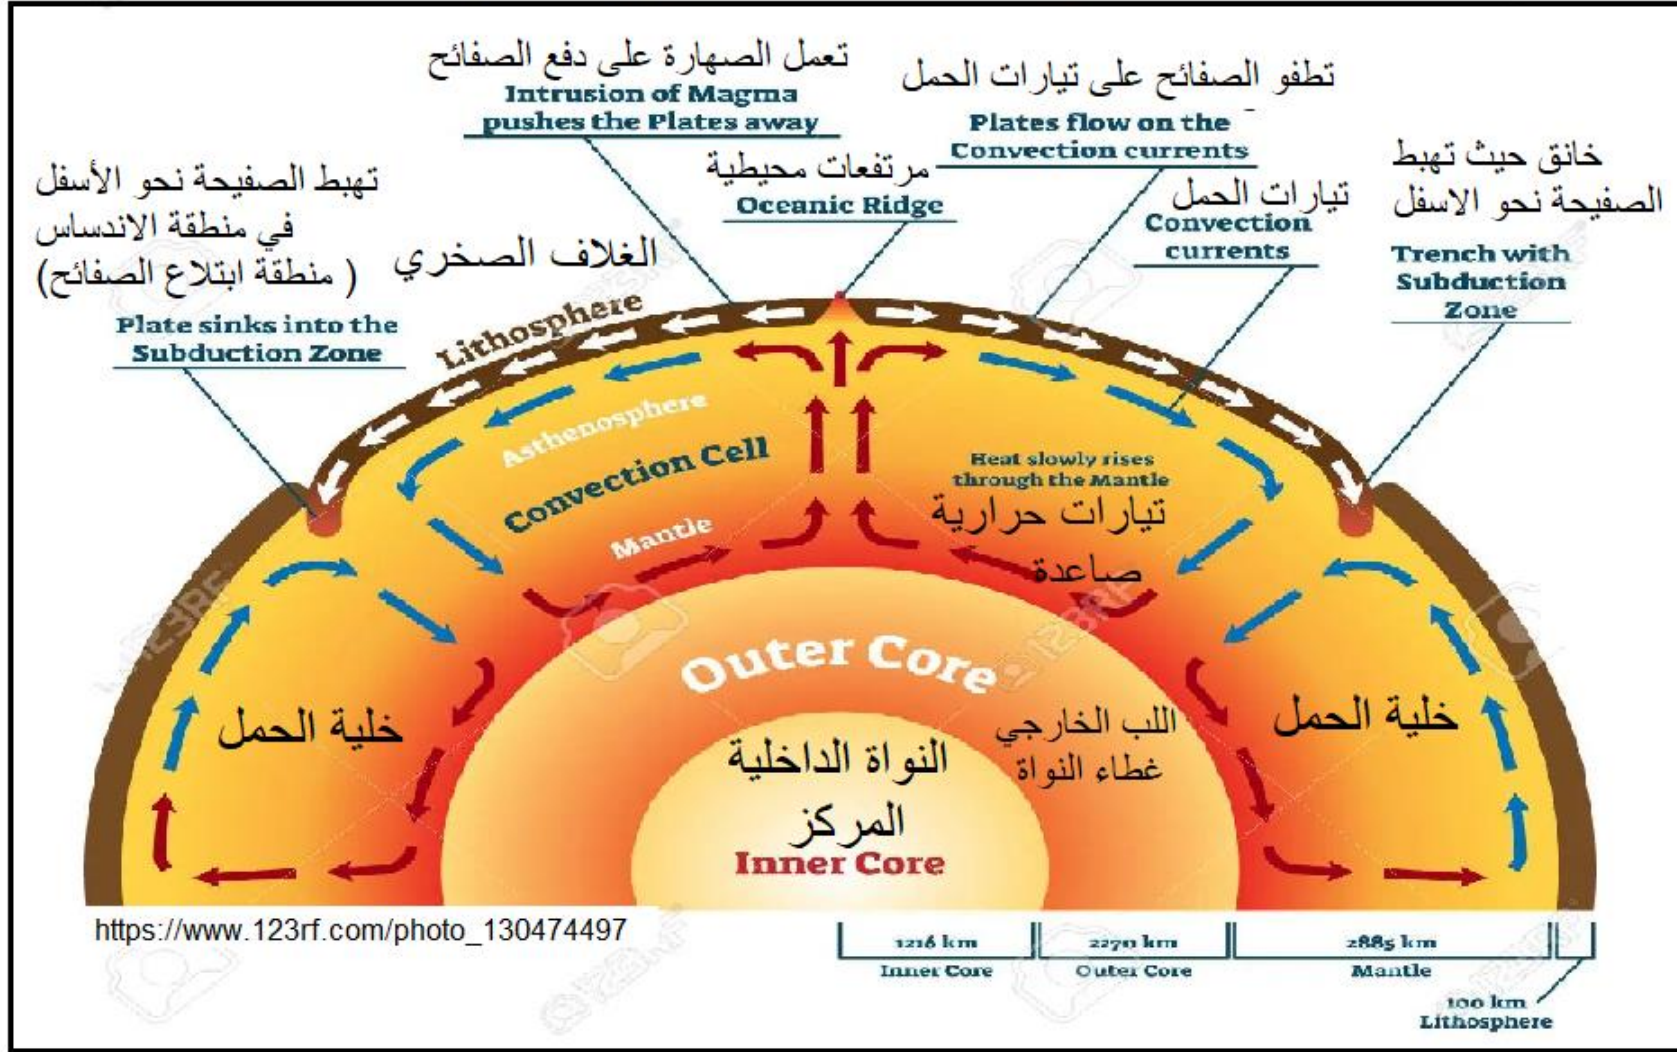 تعمل الصهارة على دفع الصفائح
Intrusion of Magma
pushes the Plates away
تطفو الصفائح على تيارات الحمل
Plates flow on the
Convection currents
خانق حيث تهبط
الصفيحة نحو الاسفل
Trench with
Subduction
Zone
مرتفعات محيطية
Oceanic Ridge
تيارات الحمل
Convection
currents
تهبط الصفيحة نحو الأسفل
في منطقة الاندساس
( منطقة ابتلاع الصفائح)
Plate sinks into the
Subduction Zone
الغلاف الصخري
Lithosphere
Asthenosphere
Convection Cell
Mantle
Heat slowly rises
through the Mantle
تيارات حرارية
صاعدة
Outer Core
اللب الخارجي
غطاء النواة
خلية الحمل
خلية الحمل
النواة الداخلية
المركز
Inner Core
https://www.123rf.com/photo_130474497
1216 km
Inner Core
2270 km
Outer Core
2885 km
Mantle
100 km
Lithosphere
123RF
123RF
123RF
123RF
123RF